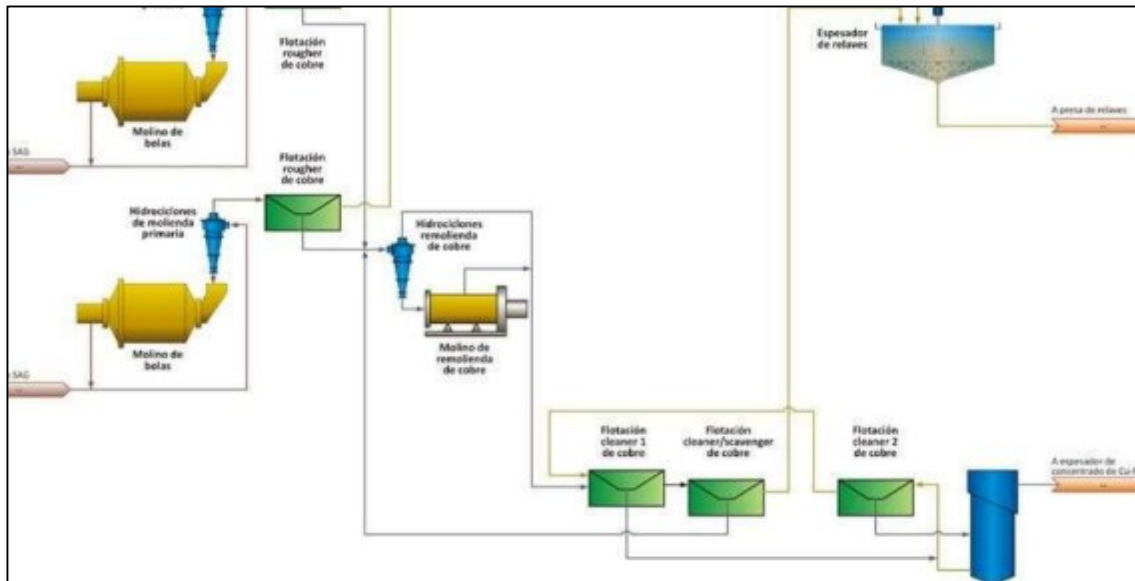 Flotación
rougher
de cobre
Espesador
de relaves
Molino de
bolas
A presa de relaves
SAG
Flotación
rougher
de cobre
Hidrociclones
de molienda
primaria
Hidrociclones
remolienda
de cobre
Molino de
bolas
Molino de
remolienda
de cobre
SAG
Flotación
cleaner 1
de cobre
Flotación
cleaner/scavenger
de cobre
Flotación
cleaner 2
de cobre
A espesador de
concentrado de Cu-